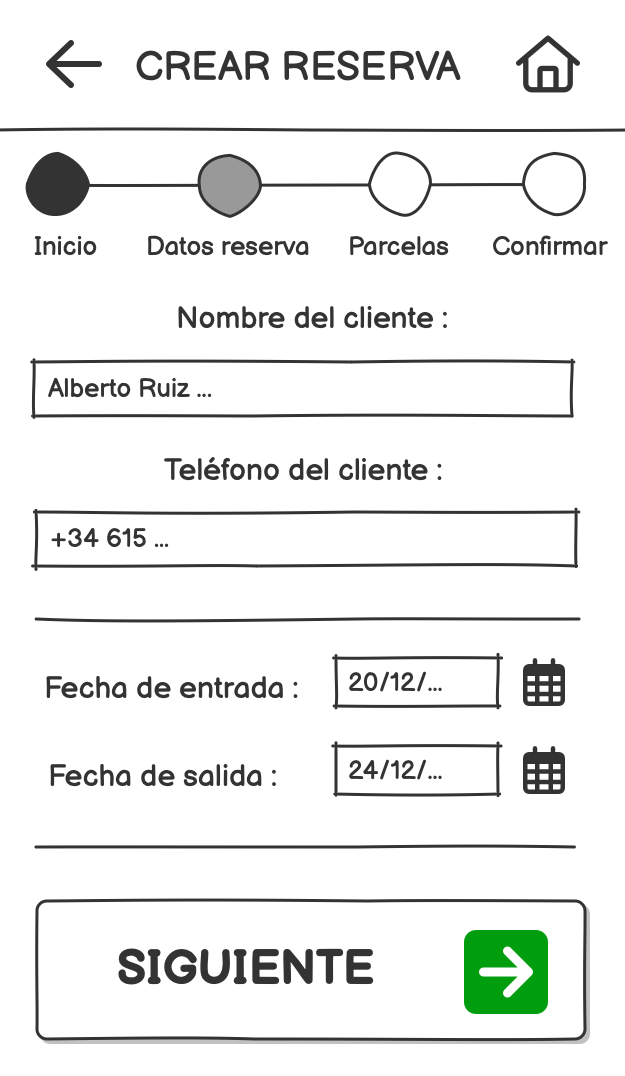 CREAR RESERVA
Inicio Datos reserva Parcelas Confirmar
Nombre del cliente :
Alberto Ruiz ...
Teléfono del cliente :
+34 615 ...
Fecha de entrada : 20/12/...
Fecha de salida : 24/12/...
SIGUIENTE